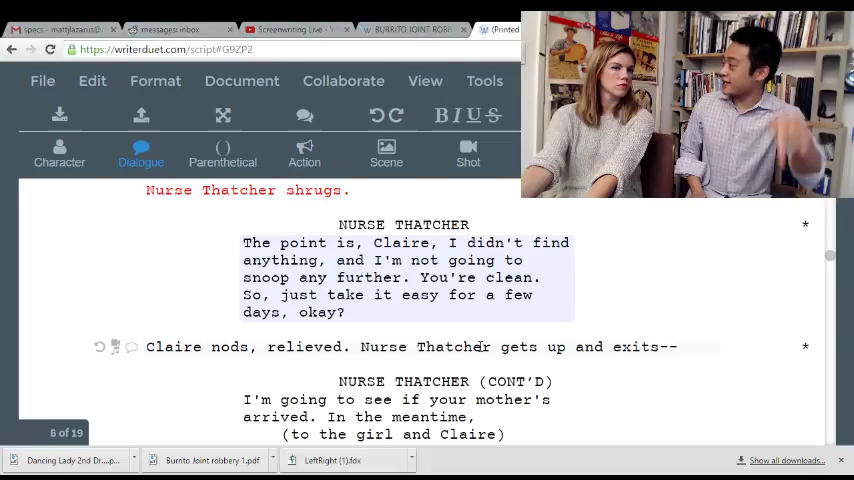 specs - mattjlazarus@
messages: inbox
Screenwriting Live - You
BURRITO JOINT ROBB
(Printed
https://writerduet.com/script#G9ZP2
File Edit Format Document Collaborate View Tools
B I U S
Character Dialogue Parenthetical Action Scene Shot
Nurse Thatcher shrugs.
NURSE THATCHER *
The point is, Claire, I didn't find
anything, and I'm not going to
snoop any further. You're clean.
So, just take it easy for a few
days, okay?
Claire nods, relieved. Nurse Thatcher gets up and exits-- *
NURSE THATCHER (CONT'D)
I'm going to see if your mother's
arrived. In the meantime,
(to the girl and Claire)
6 of 19
Dancing Lady 2nd Dr....p...
Burrito Joint robbery 1.pdf
LeftRight (1).fdx
Show all downloads...